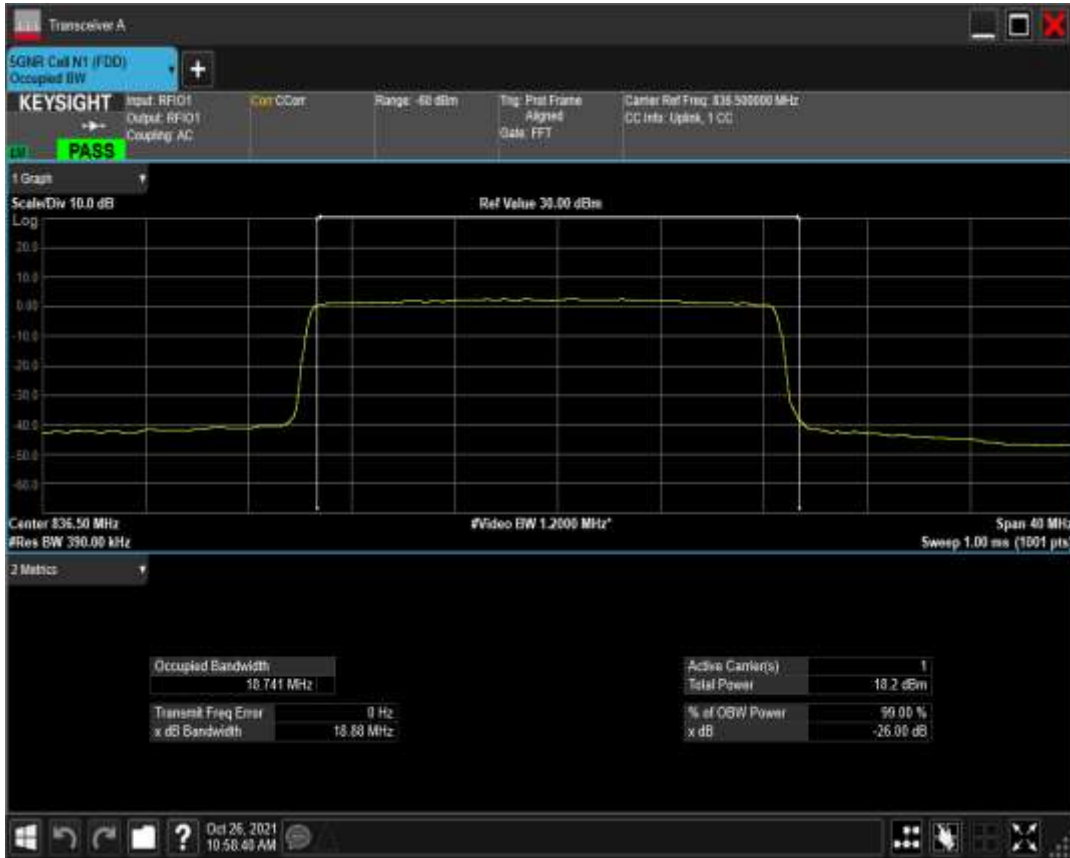 Transceiver A
5GNR Cell N1 (FDD)
Occupied BW
KEYSIGHT
Input: RFIO1
Output: RFIO1
Coupling: AC
Corr CCorr
Range: -60 dBm
Trig: Prot Frame
Aligned
Gate: FFT
Carrier Ref Freq: 836.500000 MHz
CC Info: Uplink, 1 CC
PASS
1 Graph
Scale/Div 10.0 dB
Ref Value 30.00 dBm
Log
20.0
10.0
0.00
-10.0
-20.0
-30.0
-40.0
-50.0
-60.0
Center 836.50 MHz
#Video BW 1.2000 MHz*
Span 40 MHz
#Res BW 390.00 kHz
Sweep 1.00 ms (1001 pts)
2 Metrics
Occupied Bandwidth
18.741 MHz
Transmit Freq Error 0 Hz
x dB Bandwidth 18.88 MHz
Active Carrier(s) 1
Total Power 18.2 dBm
% of OBW Power 99.00 %
x dB -26.00 dB
?
Oct 26, 2021
10:58:40 AM